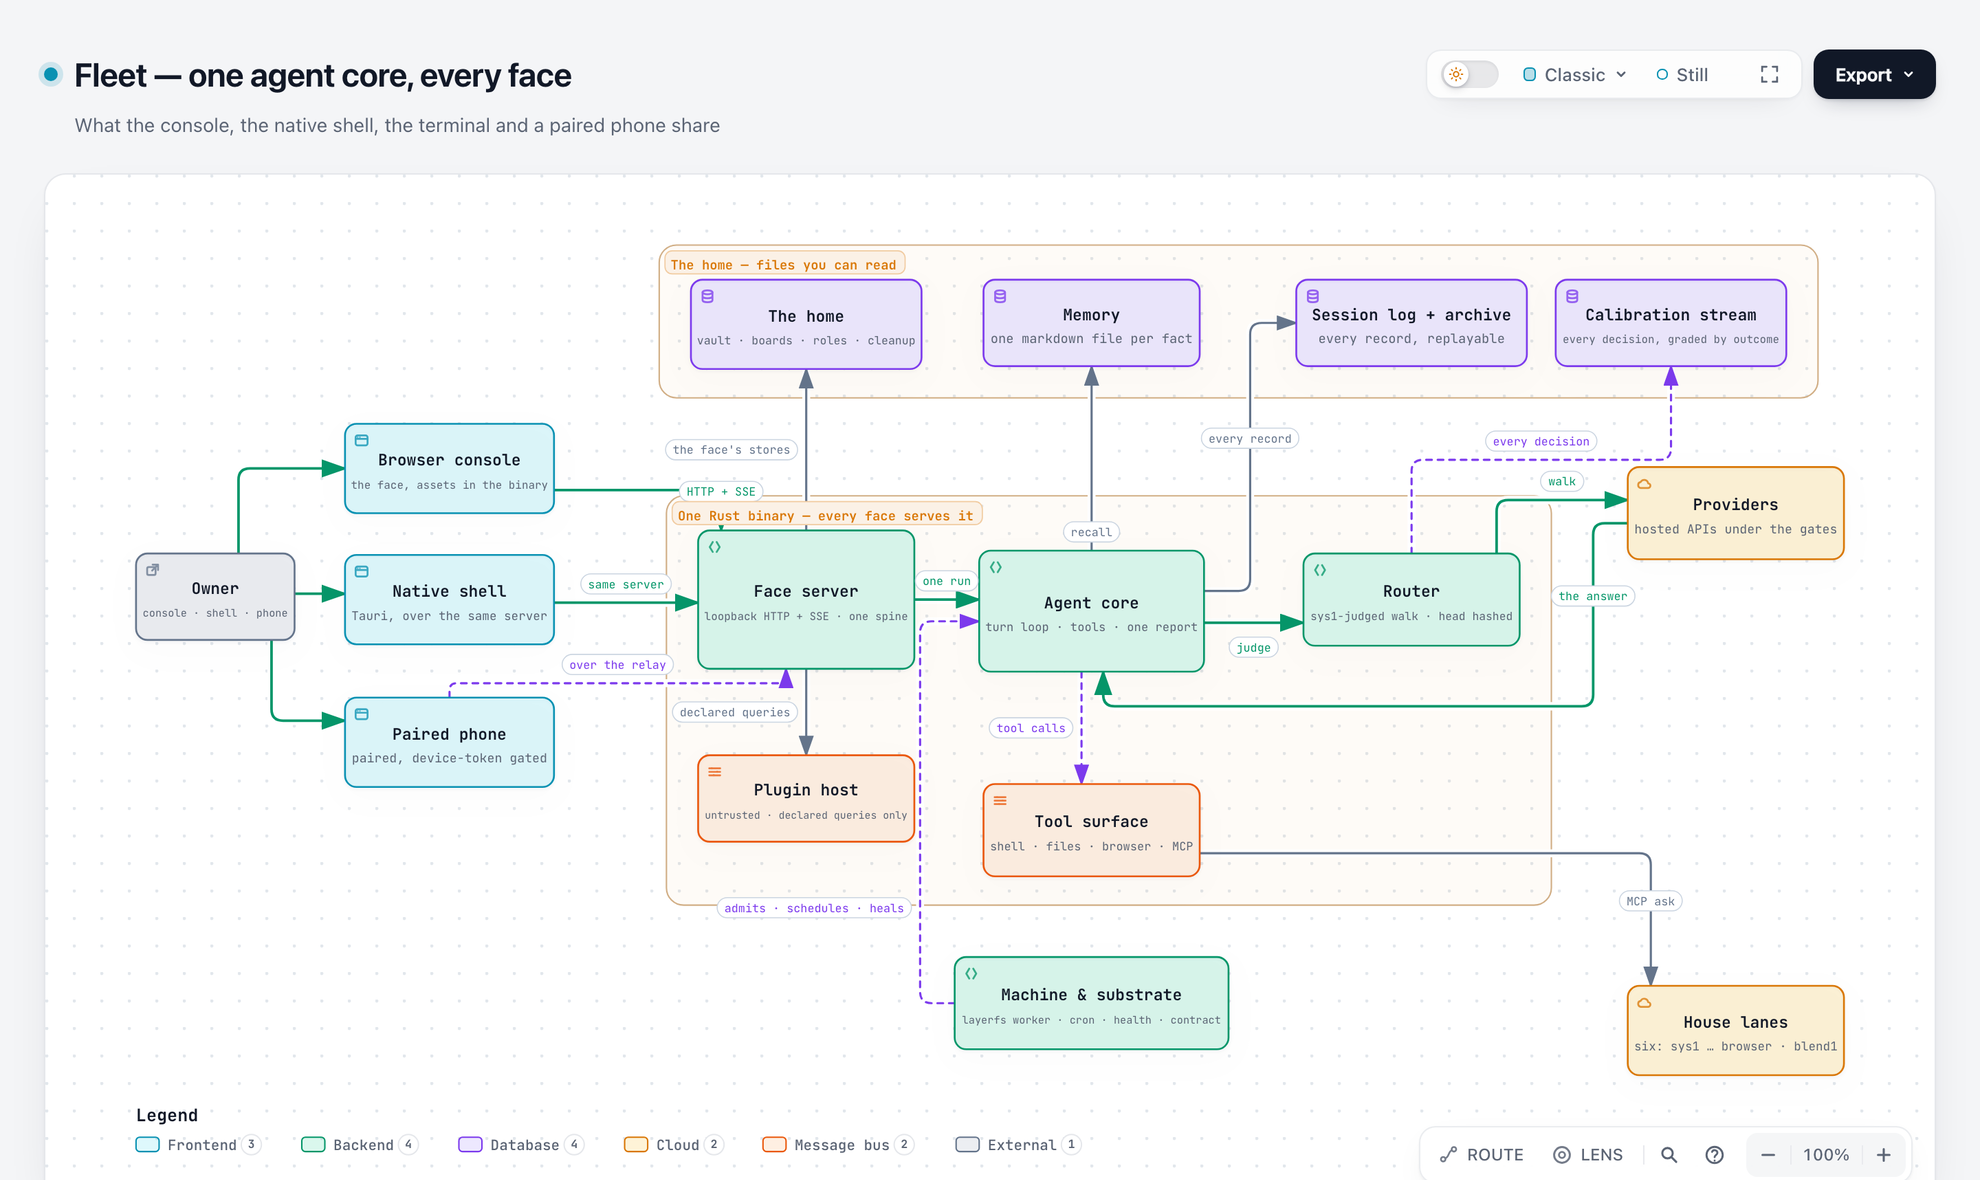 Fleet — one agent core, every face
What the console, the native shell, the terminal and a paired phone share
Classic
Still
Export
The home — files you can read
The home
vault · boards · roles · cleanup
Memory
one markdown file per fact
Session log + archive
every record, replayable
Calibration stream
every decision, graded by outcome
the face's stores
every record
every decision
Browser console
the face, assets in the binary
HTTP + SSE
walk
Providers
hosted APIs under the gates
One Rust binary — every face serves it
recall
Owner
console · shell · phone
Native shell
Tauri, over the same server
same server
Face server
loopback HTTP + SSE · one spine
one run
Agent core
turn loop · tools · one report
Router
sys1-judged walk · head hashed
the answer
judge
over the relay
declared queries
tool calls
Paired phone
paired, device-token gated
Plugin host
untrusted · declared queries only
Tool surface
shell · files · browser · MCP
MCP ask
admits · schedules · heals
Machine & substrate
layerfs worker · cron · health · contract
House lanes
six: sys1 … browser · blend1
Legend
Frontend 3
Backend 4
Database 4
Cloud 2
Message bus 2
External 1
ROUTE
LENS
100%